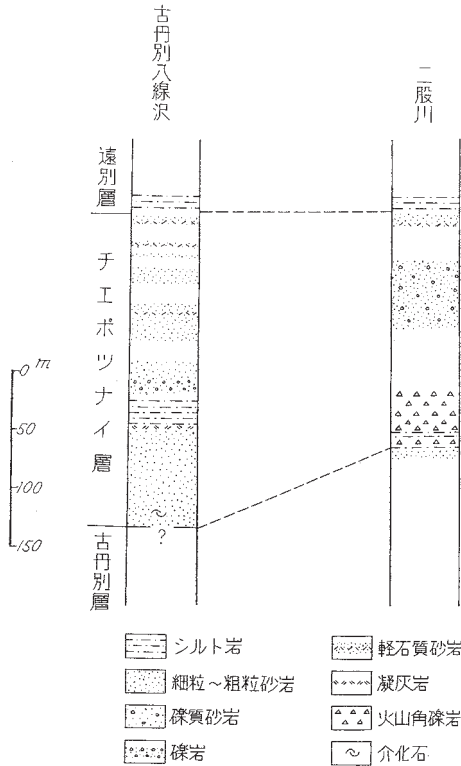 古丹別八線沢
二股川
遠別層
チエポツナイ層
古丹別層
0 m
50
100
150
?
シルト岩
細粒～粗粒砂岩
礫質砂岩
礫岩
軽石質砂岩
凝灰岩
火山角礫岩
介化石